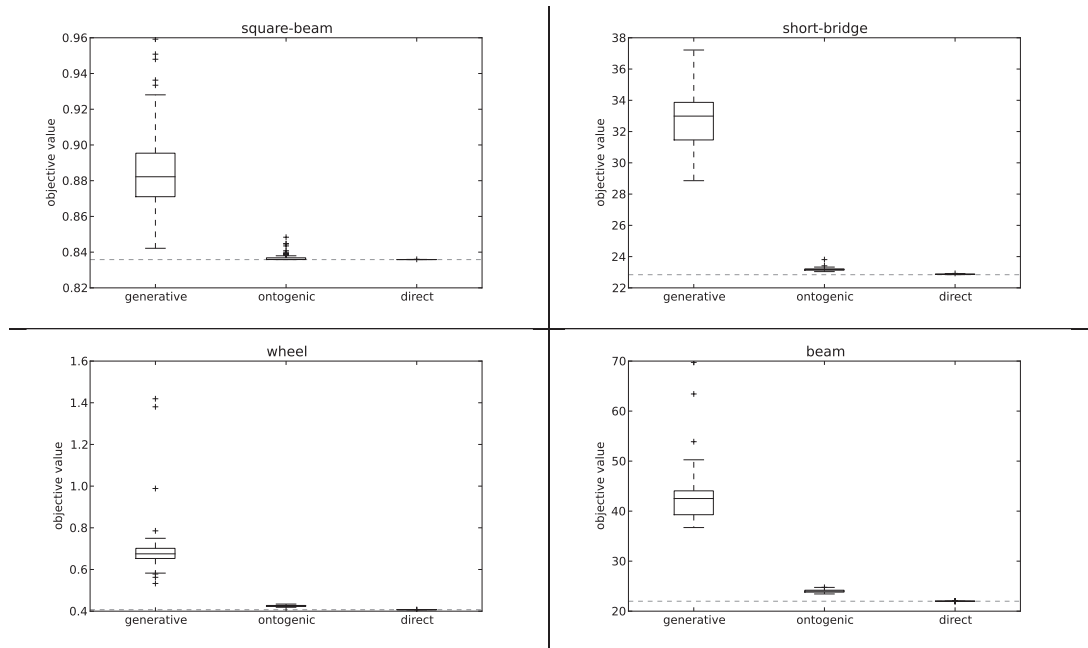 square-beam
0.96
0.94
0.92
0.90
0.88
0.86
0.84
0.82
objective value
generative ontogenic direct
short-bridge
38
36
34
32
30
28
26
24
22
objective value
generative ontogenic direct
wheel
1.6
1.4
1.2
1.0
0.8
0.6
0.4
objective value
generative ontogenic direct
beam
70
60
50
40
30
20
objective value
generative ontogenic direct